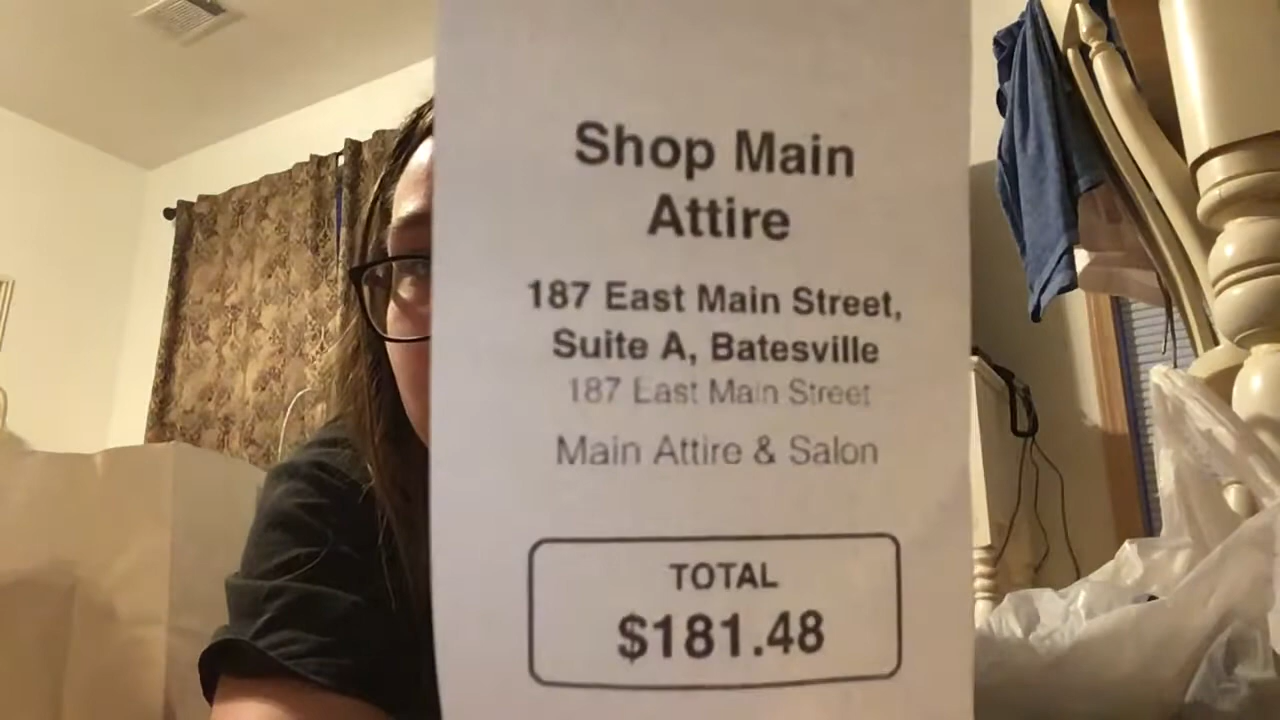 Shop Main
Attire
187 East Main Street,
Suite A, Batesville
187 East Main Street
Main Attire & Salon
TOTAL
$181.48